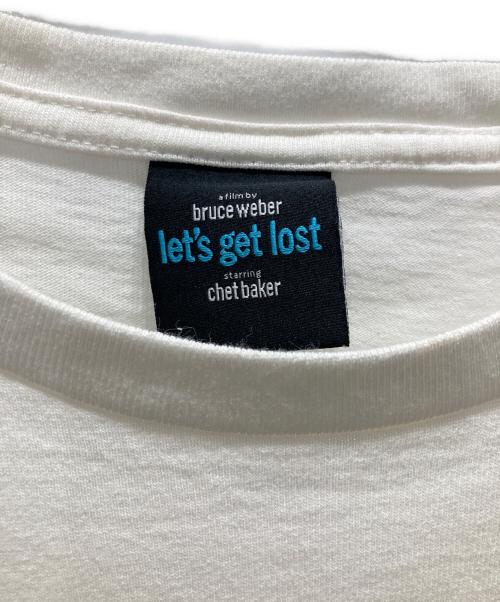 a film by
bruce weber
let's get lost
starring
chet baker